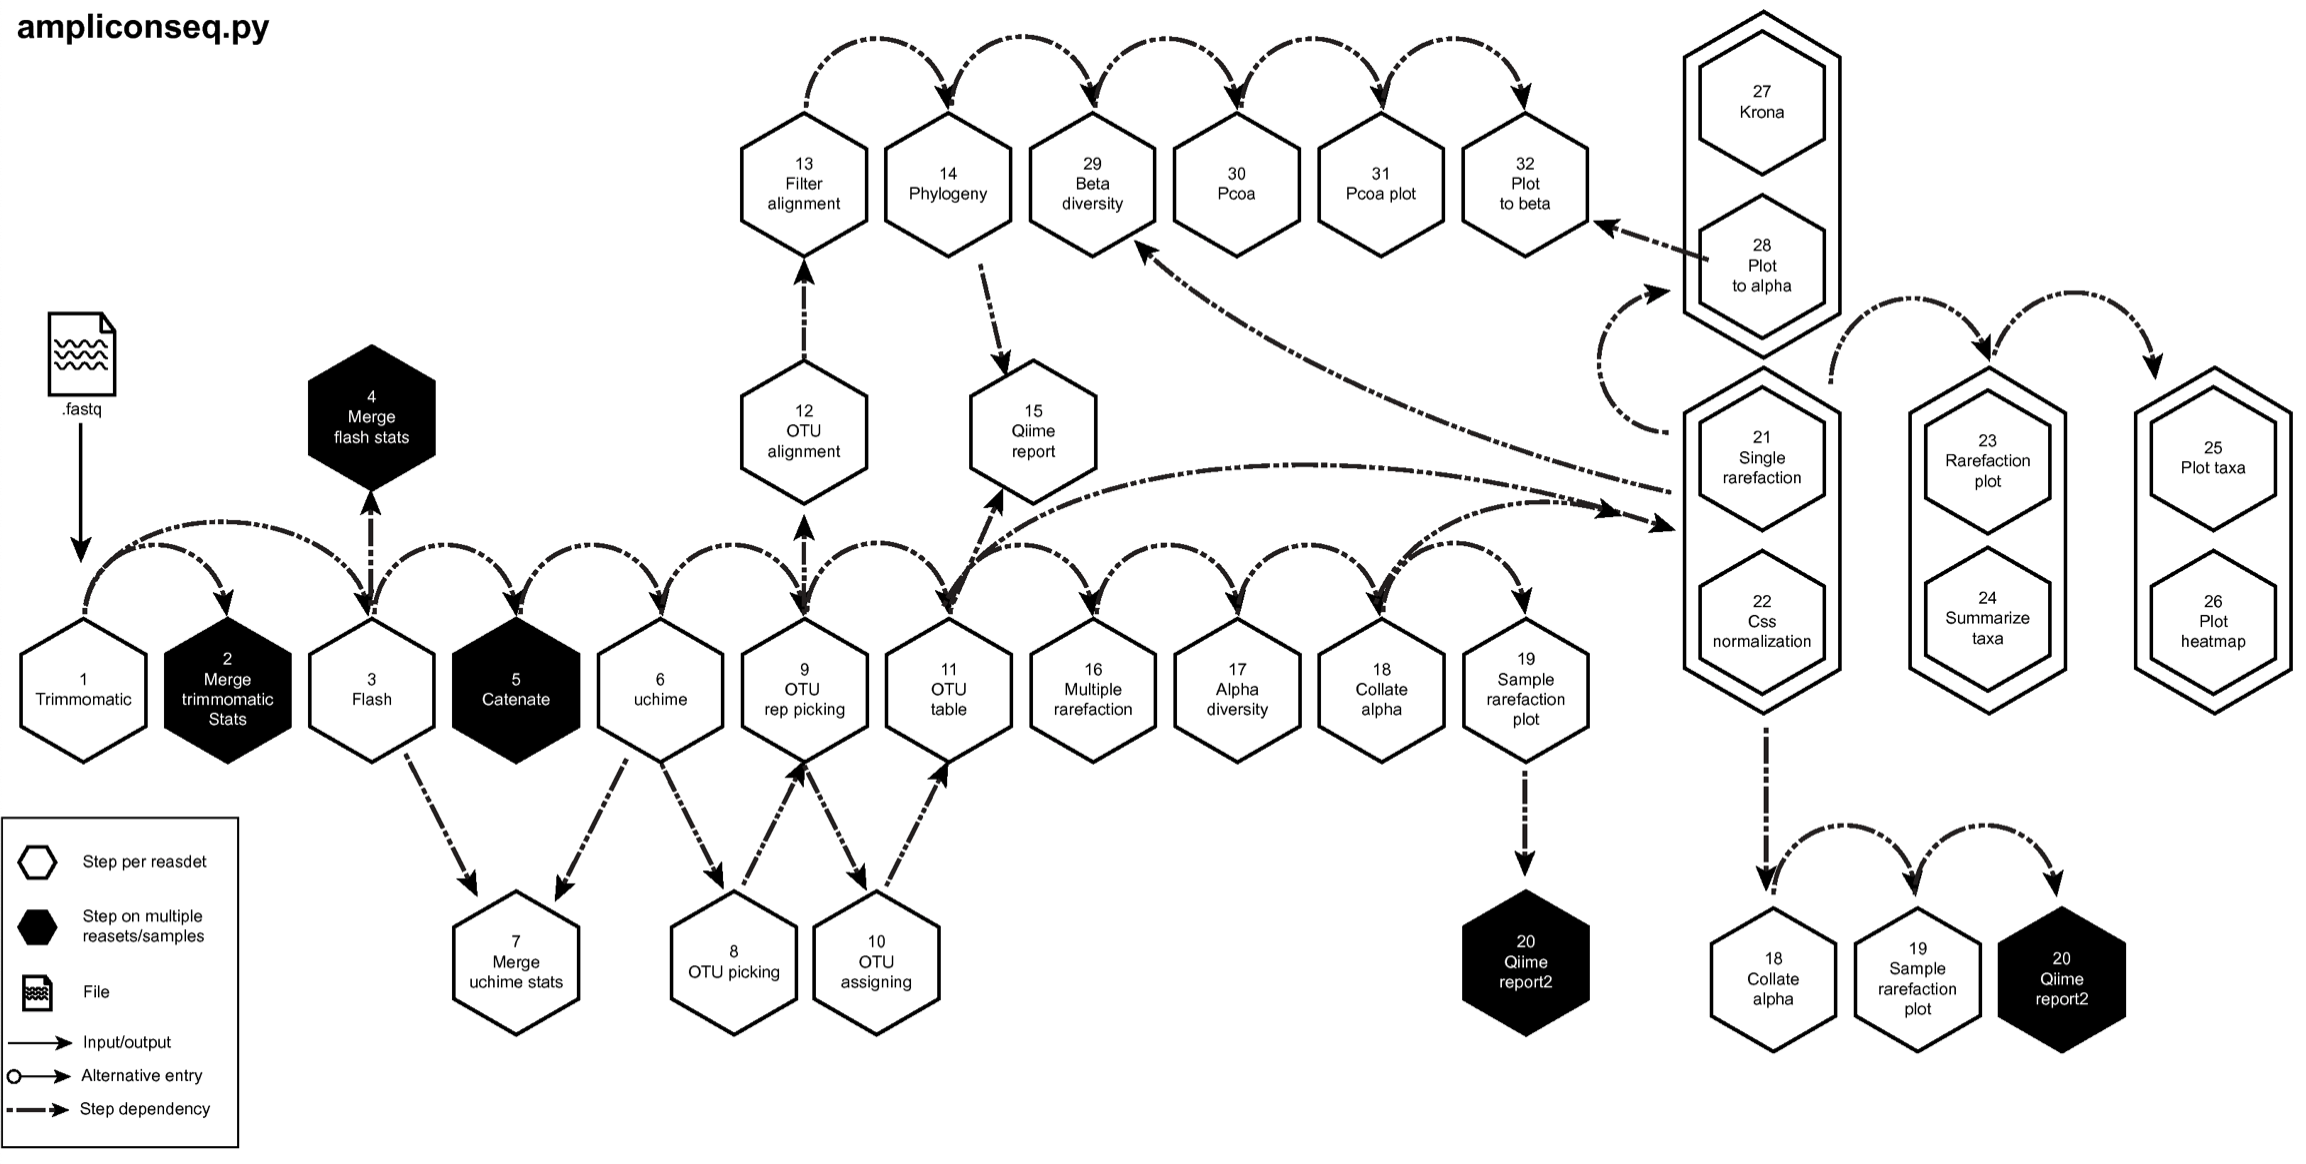 ampliconseq.py
27
Krona
13
Filter
alignment
14
Phylogeny
29
Beta
diversity
30
Pcoa
31
Pcoa plot
32
Plot
to beta
28
Plot
to alpha
.fastq
4
Merge
flash stats
12
OTU
alignment
15
Qiime
report
21
Single
rarefaction
23
Rarefaction
plot
25
Plot taxa
22
Css
normalization
24
Summarize
taxa
26
Plot
heatmap
1
Trimmomatic
2
Merge
trimmomatic
Stats
3
Flash
5
Catenate
6
uchime
9
OTU
rep picking
11
OTU
table
16
Multiple
rarefaction
17
Alpha
diversity
18
Collate
alpha
19
Sample
rarefaction
plot
7
Merge
uchime stats
8
OTU picking
10
OTU
assigning
20
Qiime
report2
18
Collate
alpha
19
Sample
rarefaction
plot
20
Qiime
report2
Step per reasdet
Step on multiple
reasets/samples
File
Input/output
Alternative entry
Step dependency